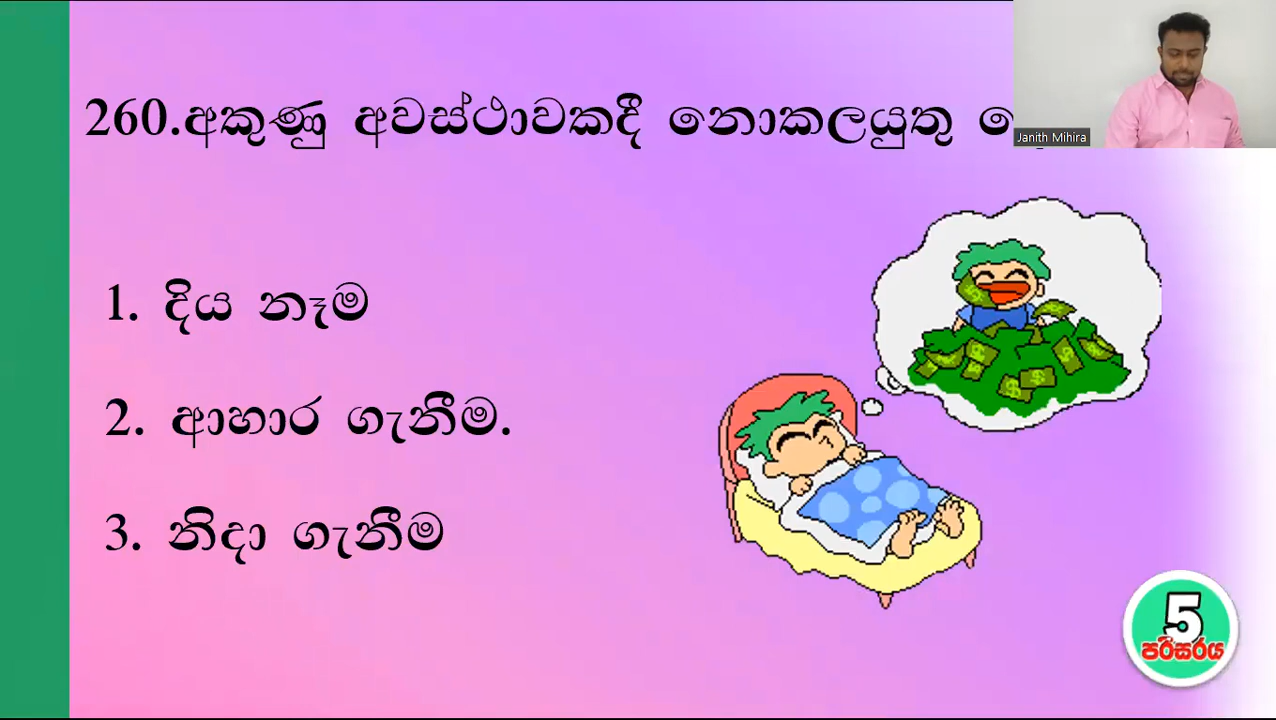 260.අකුණු අවස්ථාවකදී නොකලයුතු
Janith Mihira
1. දිය නෑම
2. ආහාර ගැනීම.
3. නිදා ගැනීම
5
පරිසරය